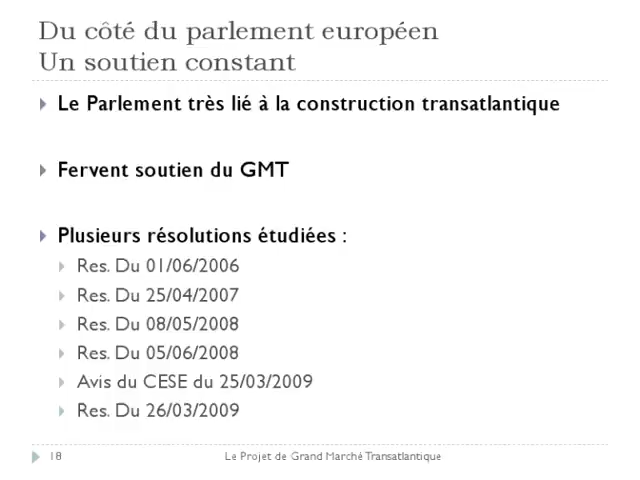 Du côté du parlement européen
Un soutien constant
Le Parlement très lié à la construction transatlantique
Fervent soutien du GMT
Plusieurs résolutions étudiées :
Res. Du 01/06/2006
Res. Du 25/04/2007
Res. Du 08/05/2008
Res. Du 05/06/2008
Avis du CESE du 25/03/2009
Res. Du 26/03/2009
18 Le Projet de Grand Marché Transatlantique